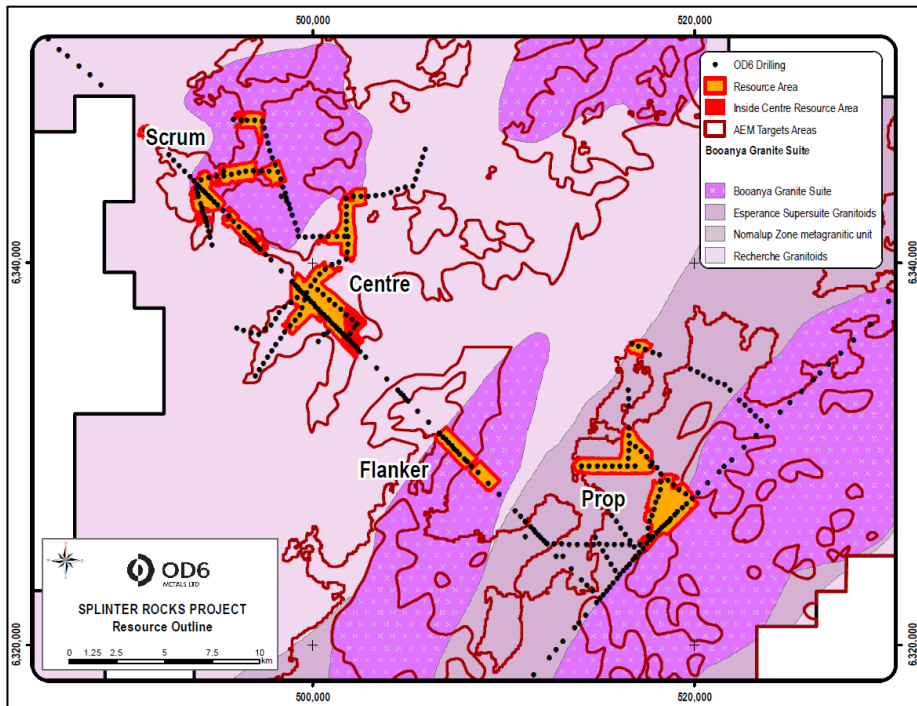 500,000
520,000
OD6 Drilling
Resource Area
Inside Centre Resource Area
AEM Targets Areas
Booanya Granite Suite
Booanya Granite Suite
Esperance Supersuite Granitoids
Nornalup Zone metagranitic unit
Recherche Granitoids
Scrum
6,340,000
6,340,000
Centre
Flanker
Prop
OD6
METALS LTD
SPLINTER ROCKS PROJECT
Resource Outline
0 1.25 2.5 5 7.5 10
km
6,320,000
6,320,000
500,000
520,000